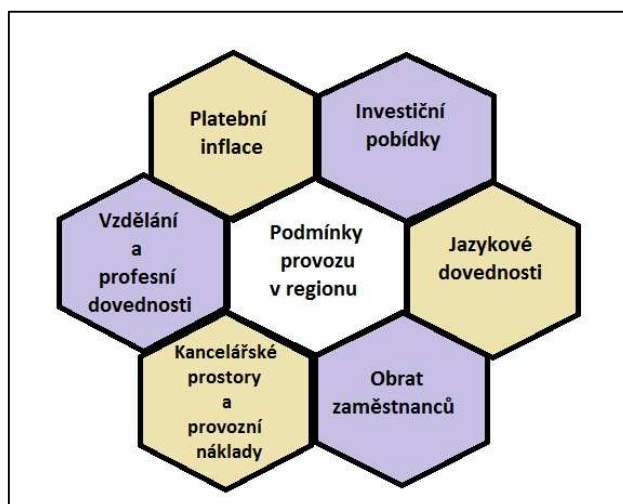 Platební
inflace
Investiční
pobídky
Vzdělání
a
profesní
dovednosti
Podmínky
provozu
v regionu
Jazykové
dovednosti
Kancelářské
prostory
a
provozní
náklady
Obrat
zaměstnanců